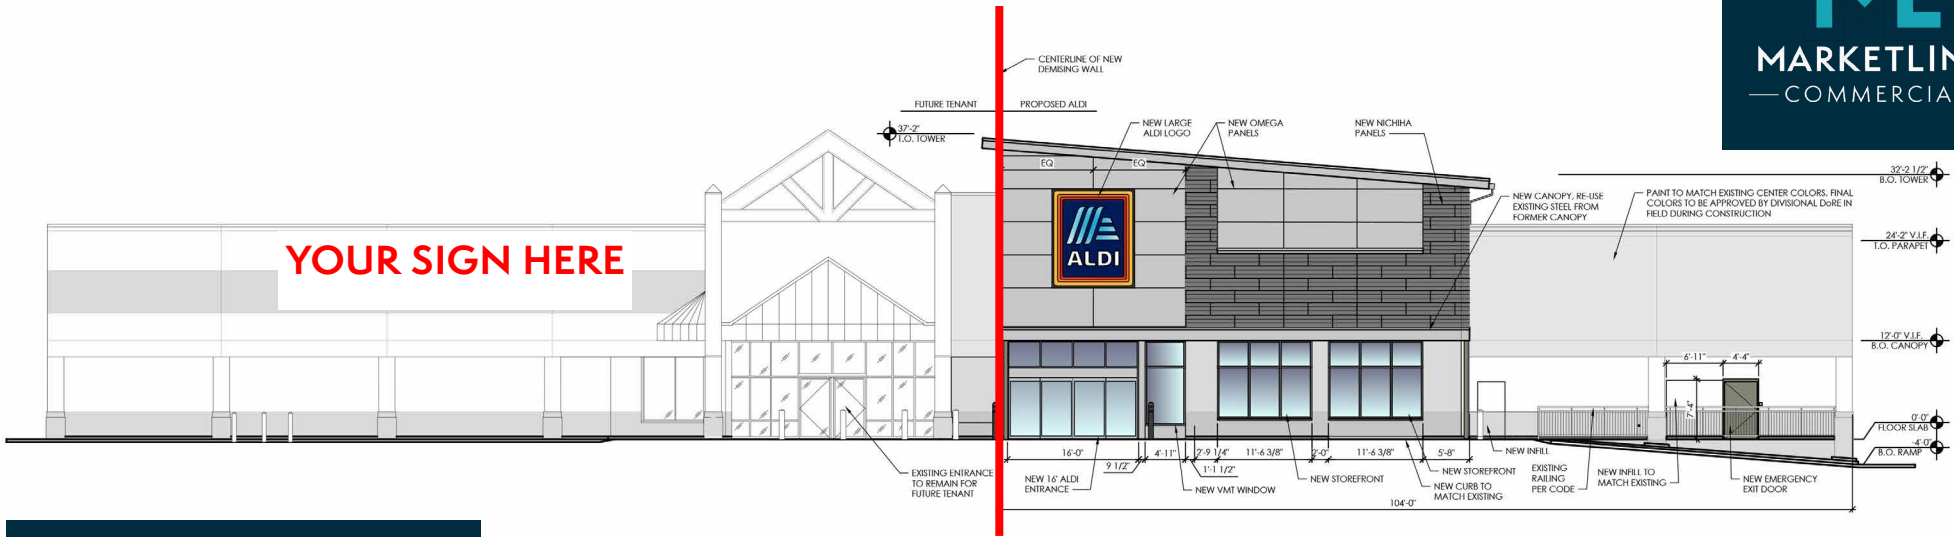 MARKETLIN
COMMERCIA
CENTERLINE OF NEW
DEMISING WALL
FUTURE TENANT
PROPOSED ALDI
37'-2"
T.O. TOWER
NEW LARGE
ALDI LOGO
NEW OMEGA
PANELS
NEW NICHIHA
PANELS
EQ
EQ
32'-2 1/2"
B.O. TOWER
NEW CANOPY, RE-USE
EXISTING STEEL FROM
FORMER CANOPY
PAINT TO MATCH EXISTING CENTER COLORS, FINAL
COLORS TO BE APPROVED BY DIVISIONAL DoRE IN
FIELD DURING CONSTRUCTION
YOUR SIGN HERE
ALDI
24'-2" V.I.F.
T.O. PARAPET
12'-0" V.I.F.
B.O. CANOPY
6'-11"
4'-4"
7'-4"
0'-0"
FLOOR SLAB
-4'-0"
B.O. RAMP
16'-0"
9 1/2"
4'-11"
2'-9 1/4"
1'-1 1/2"
11'-6 3/8"
2'-0"
11'-6 3/8"
5'-8"
NEW INFILL
EXISTING ENTRANCE
TO REMAIN FOR
FUTURE TENANT
NEW 16' ALDI
ENTRANCE
NEW VMT WINDOW
NEW STOREFRONT
NEW STOREFRONT
NEW CURB TO
MATCH EXISTING
EXISTING
RAILING
PER CODE
NEW INFILL TO
MATCH EXISTING
NEW EMERGENCY
EXIT DOOR
104'-0"